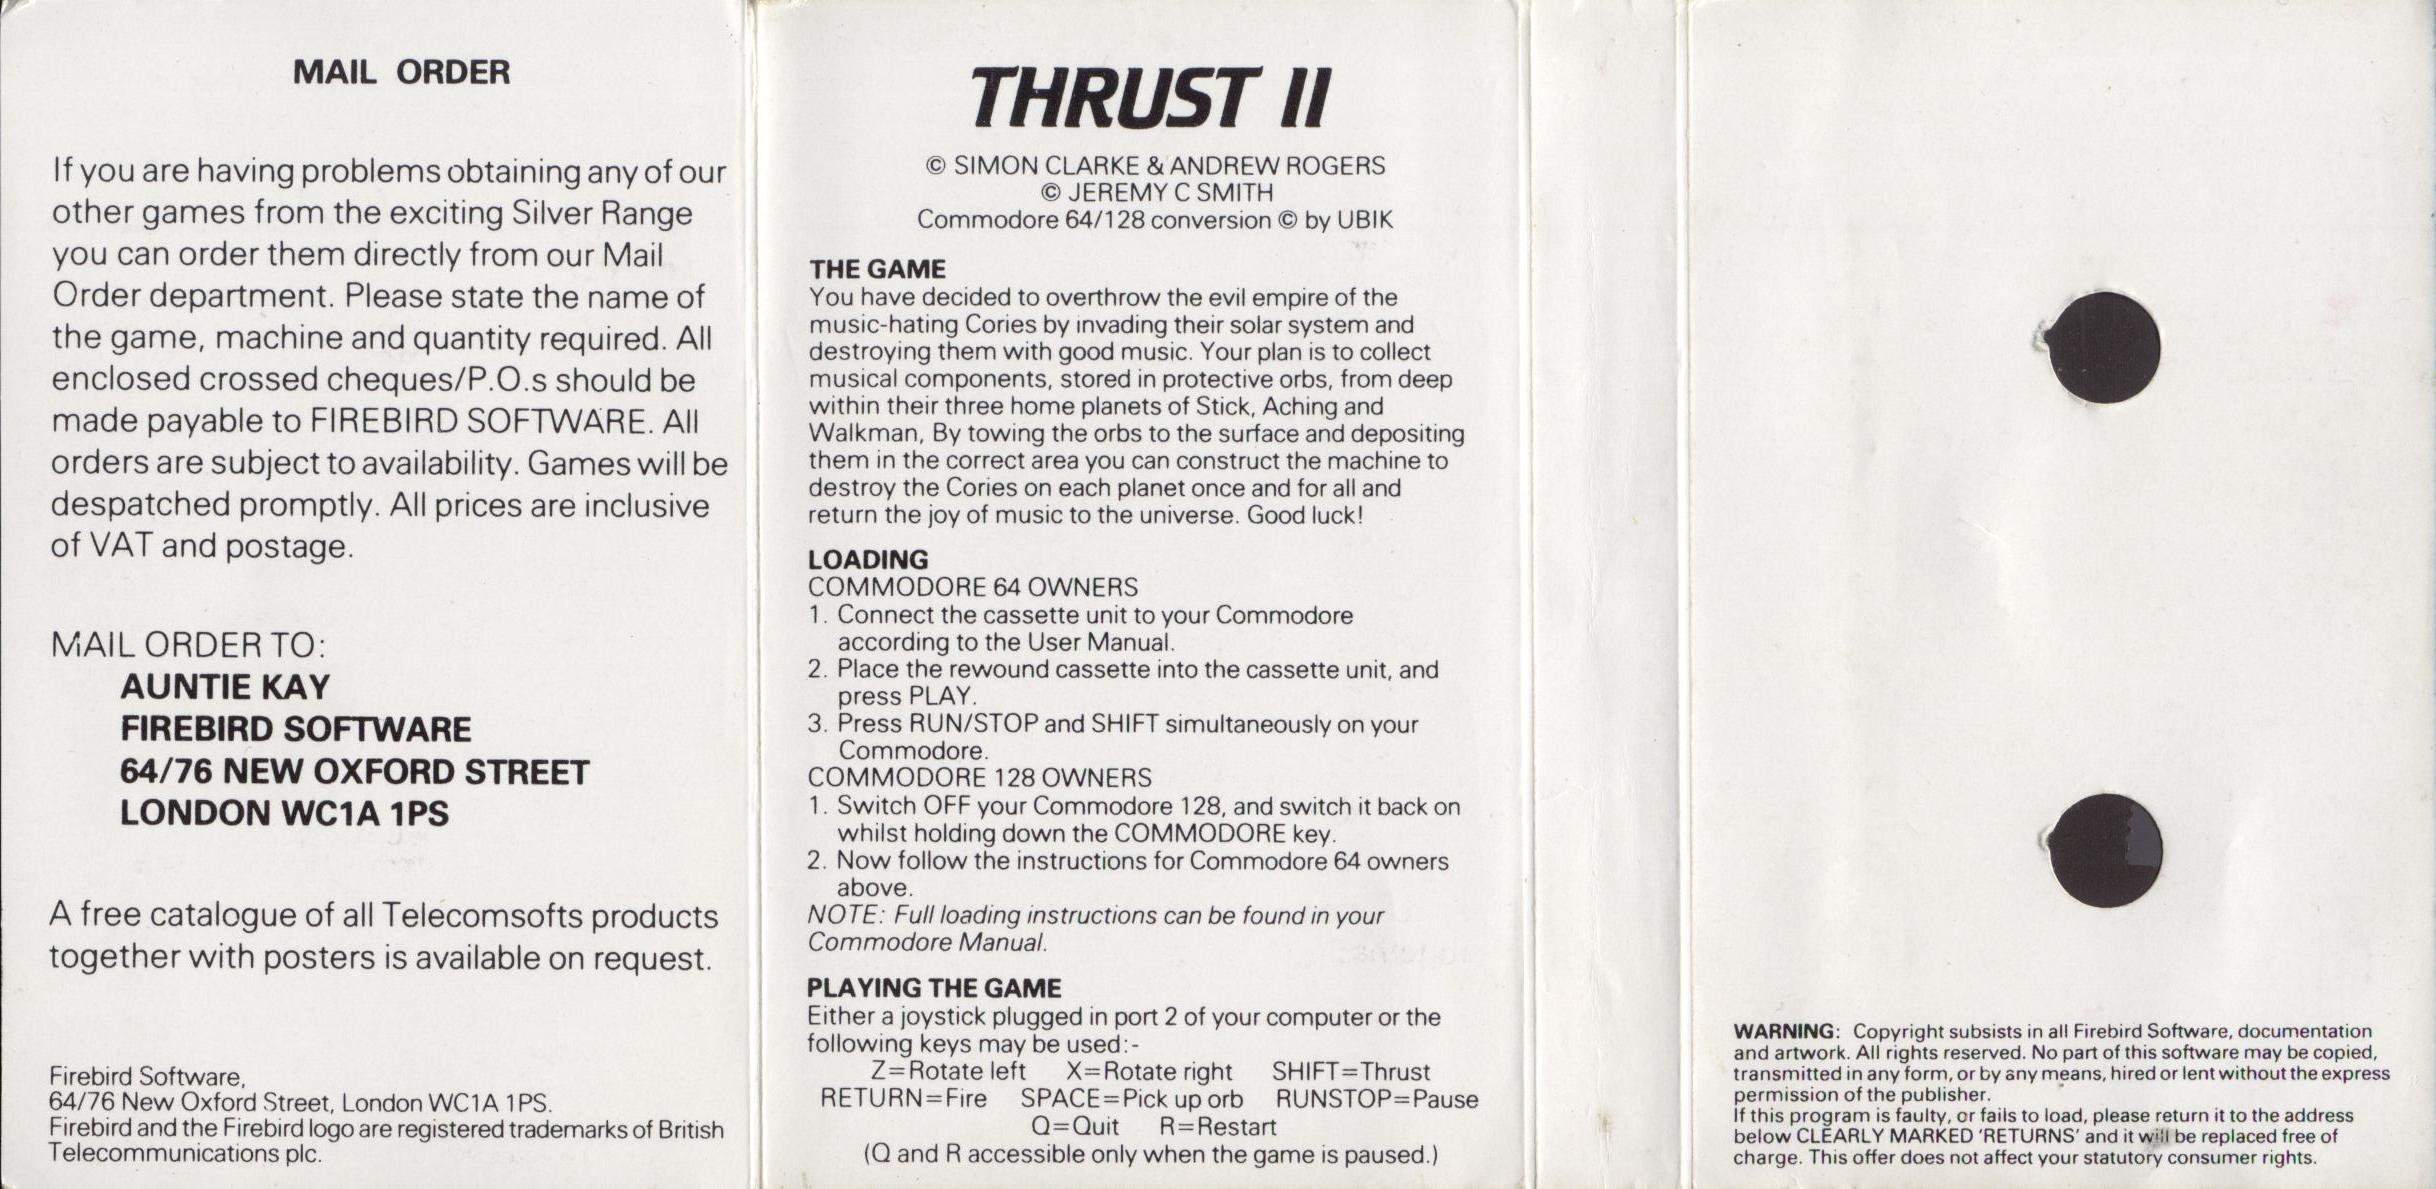 MAIL ORDER
If you are having problems obtaining any of our
other games from the exciting Silver Range
you can order them directly from our Mail
Order department. Please state the name of
the game, machine and quantity required. All
enclosed crossed cheques/P.O.s should be
made payable to FIREBIRD SOFTWARE. All
orders are subject to availability. Games will be
despatched promptly. All prices are inclusive
of VAT and postage.
MAIL ORDER TO:
AUNTIE KAY
FIREBIRD SOFTWARE
64/76 NEW OXFORD STREET
LONDON WC1A 1PS
A free catalogue of all Telecomsofts products
together with posters is available on request.
Firebird Software,
64/76 New Oxford Street, London WC1A 1PS.
Firebird and the Firebird logo are registered trademarks of British
Telecommunications plc.
THRUST II
© SIMON CLARKE & ANDREW ROGERS
© JEREMY C SMITH
Commodore 64/128 conversion © by UBIK
THE GAME
You have decided to overthrow the evil empire of the
music-hating Cories by invading their solar system and
destroying them with good music. Your plan is to collect
musical components, stored in protective orbs, from deep
within their three home planets of Stick, Aching and
Walkman, By towing the orbs to the surface and depositing
them in the correct area you can construct the machine to
destroy the Cories on each planet once and for all and
return the joy of music to the universe. Good luck!
LOADING
COMMODORE 64 OWNERS
1. Connect the cassette unit to your Commodore
according to the User Manual.
2. Place the rewound cassette into the cassette unit, and
press PLAY.
3. Press RUN/STOP and SHIFT simultaneously on your
Commodore.
COMMODORE 128 OWNERS
1. Switch OFF your Commodore 128, and switch it back on
whilst holding down the COMMODORE key.
2. Now follow the instructions for Commodore 64 owners
above.
NOTE: Full loading instructions can be found in your
Commodore Manual.
PLAYING THE GAME
Either a joystick plugged in port 2 of your computer or the
following keys may be used:-
Z=Rotate left X=Rotate right SHIFT=Thrust
RETURN=Fire SPACE=Pick up orb RUNSTOP=Pause
Q=Quit R=Restart
(Q and R accessible only when the game is paused.)
WARNING: Copyright subsists in all Firebird Software, documentation
and artwork. All rights reserved. No part of this software may be copied,
transmitted in any form, or by any means, hired or lent without the express
permission of the publisher.
If this program is faulty, or fails to load, please return it to the address
below CLEARLY MARKED 'RETURNS' and it will be replaced free of
charge. This offer does not affect your statutory consumer rights.